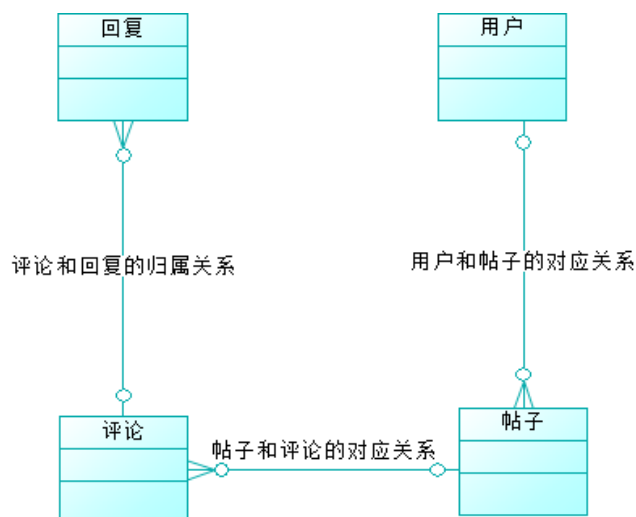 回复
用户
评论和回复的归属关系
用户和帖子的对应关系
评论
帖子和评论的对应关系
帖子